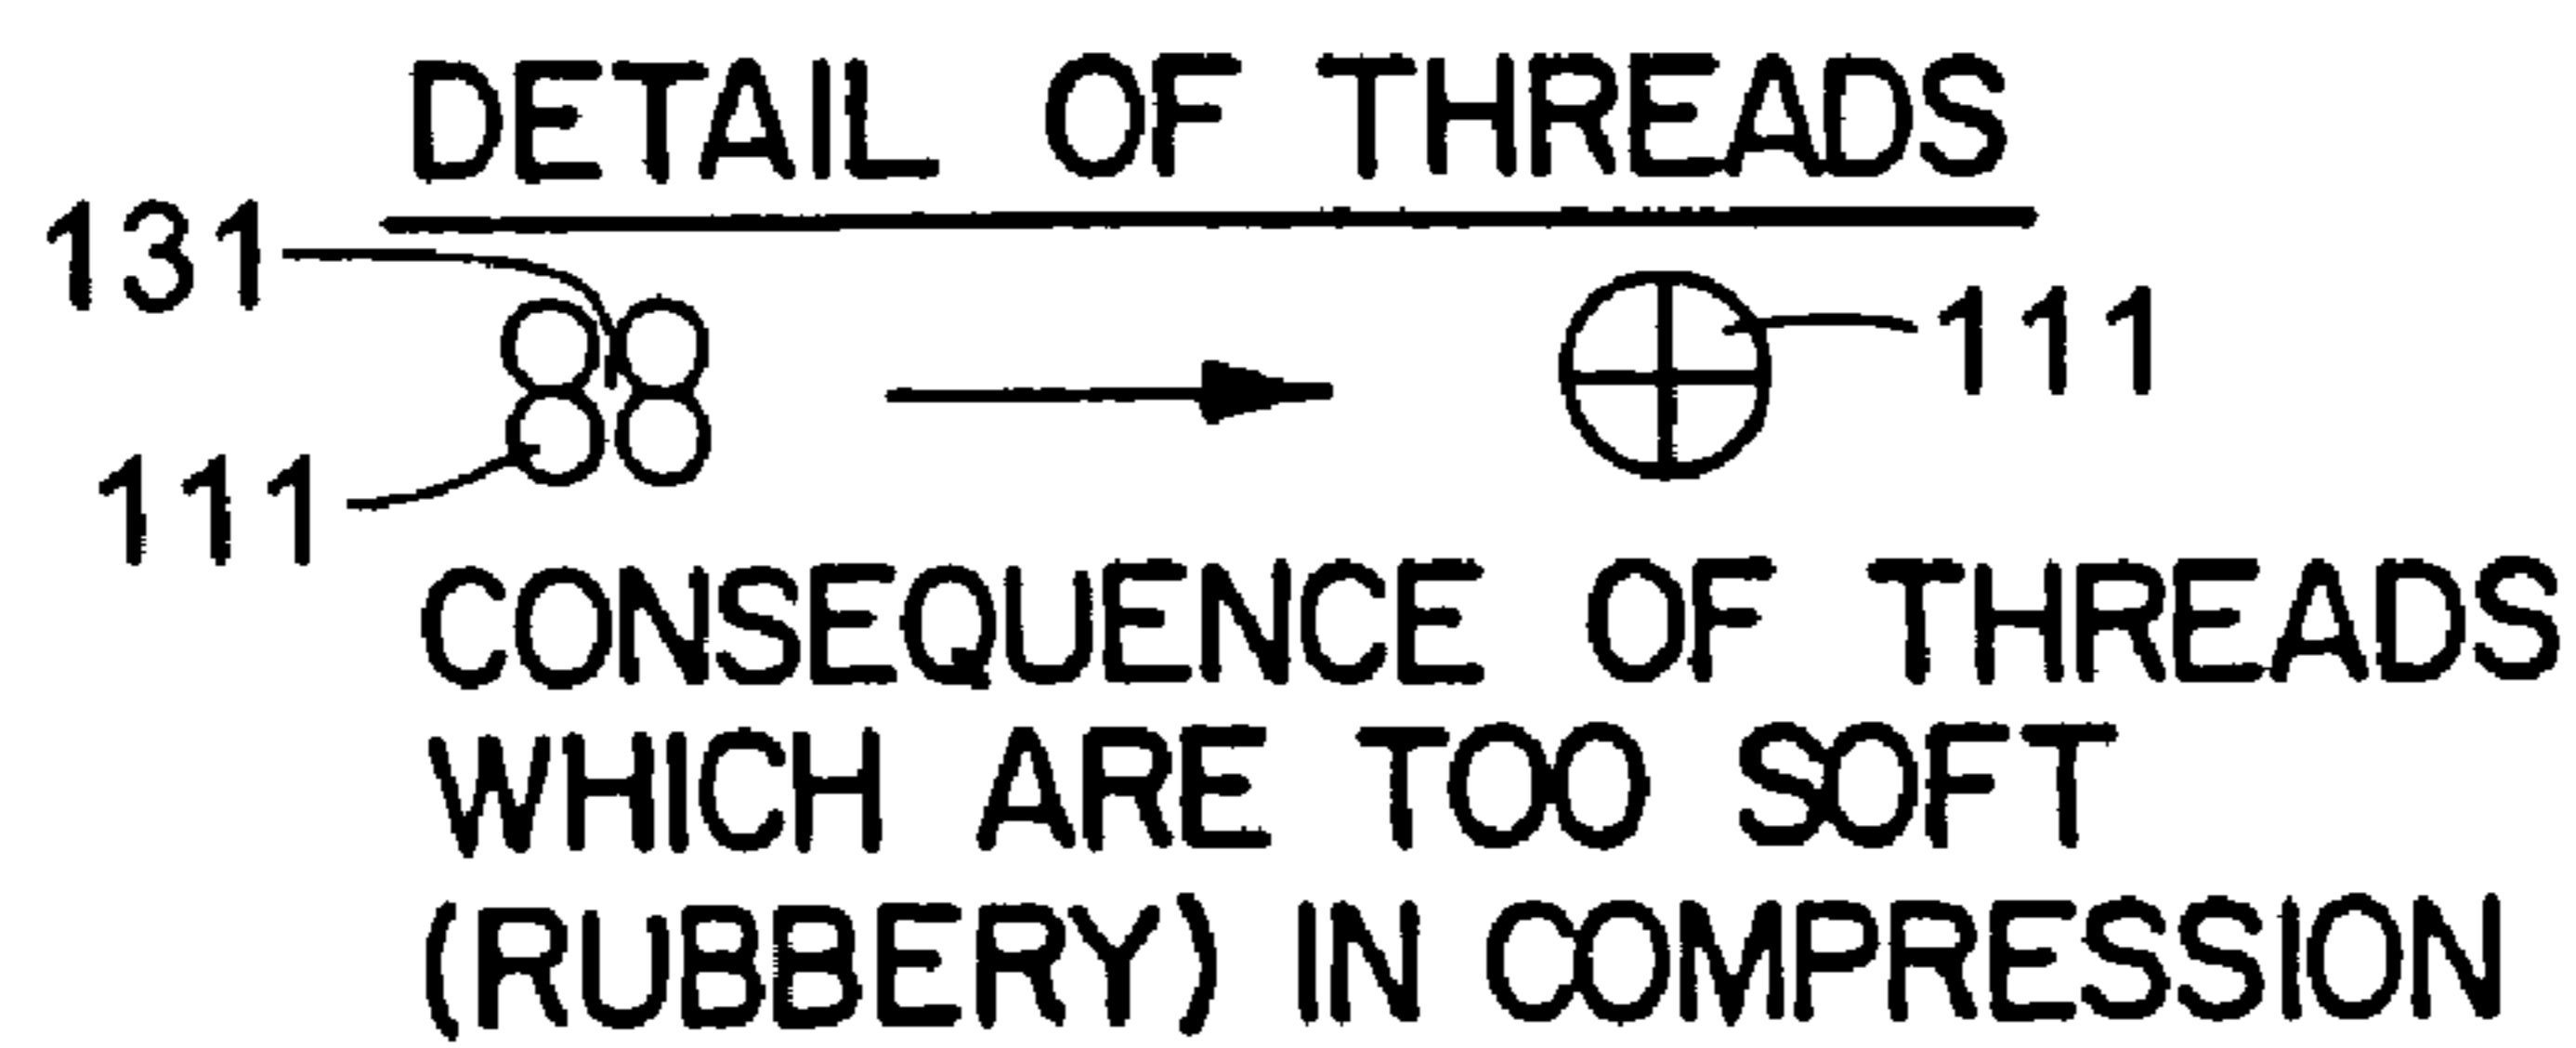 DETAIL OF THREADS
131
111
111
CONSEQUENCE OF THREADS
WHICH ARE TOO SOFT
(RUBBERY) IN COMPRESSION